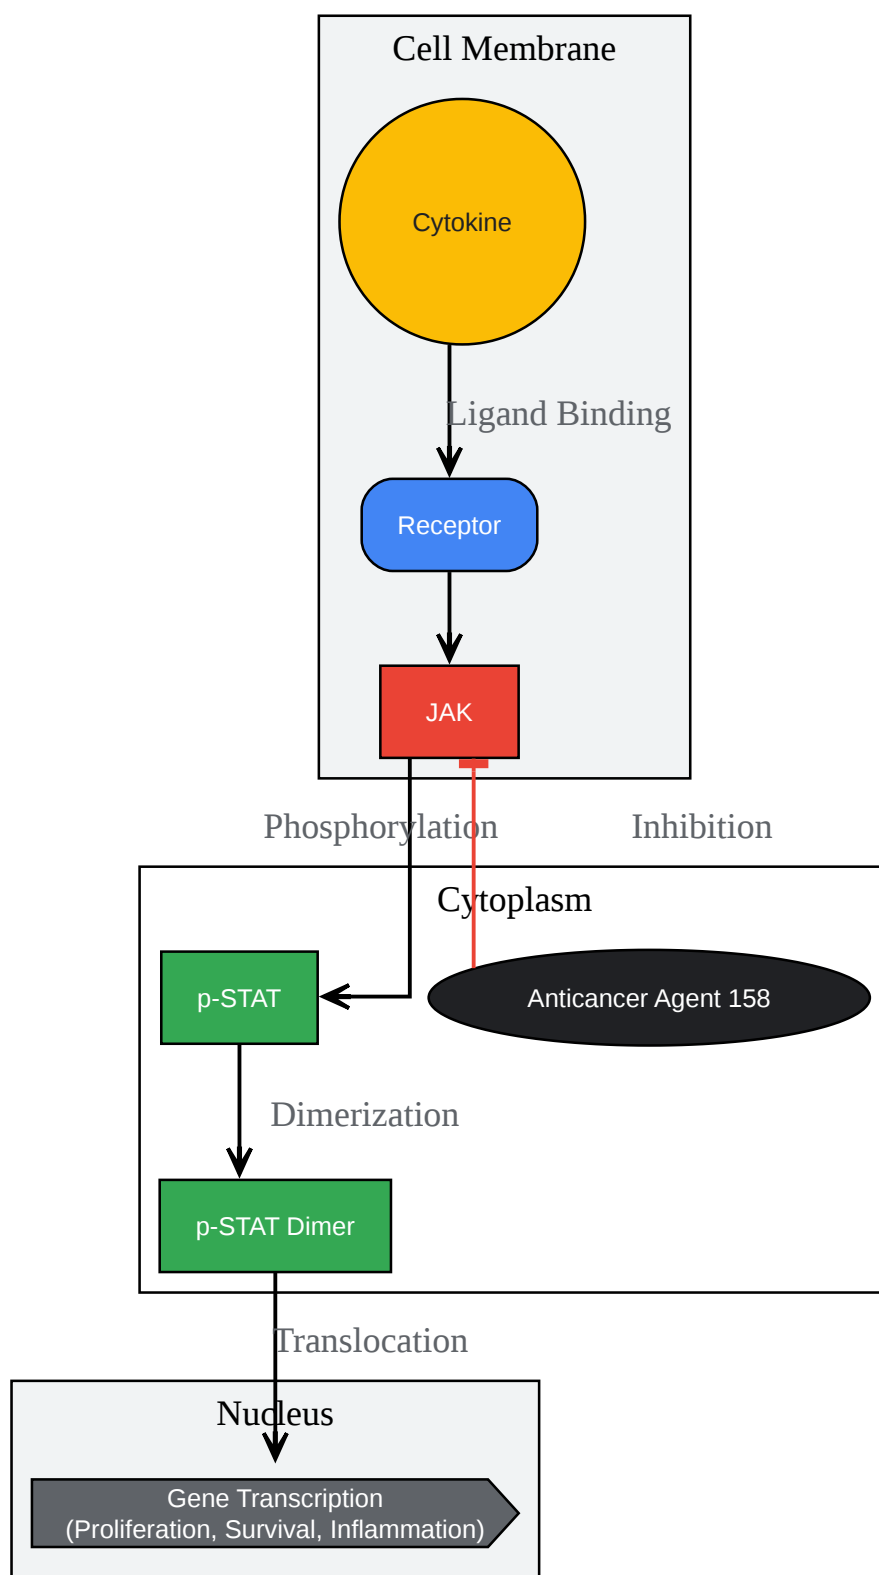 Cell Membrane
Cytokine
Ligand Binding
Receptor
JAK
Phosphorylation
Inhibition
Cytoplasm
p-STAT
Anticancer Agent 158
Dimerization
p-STAT Dimer
Translocation
Nucleus
Gene Transcription
(Proliferation, Survival, Inflammation)